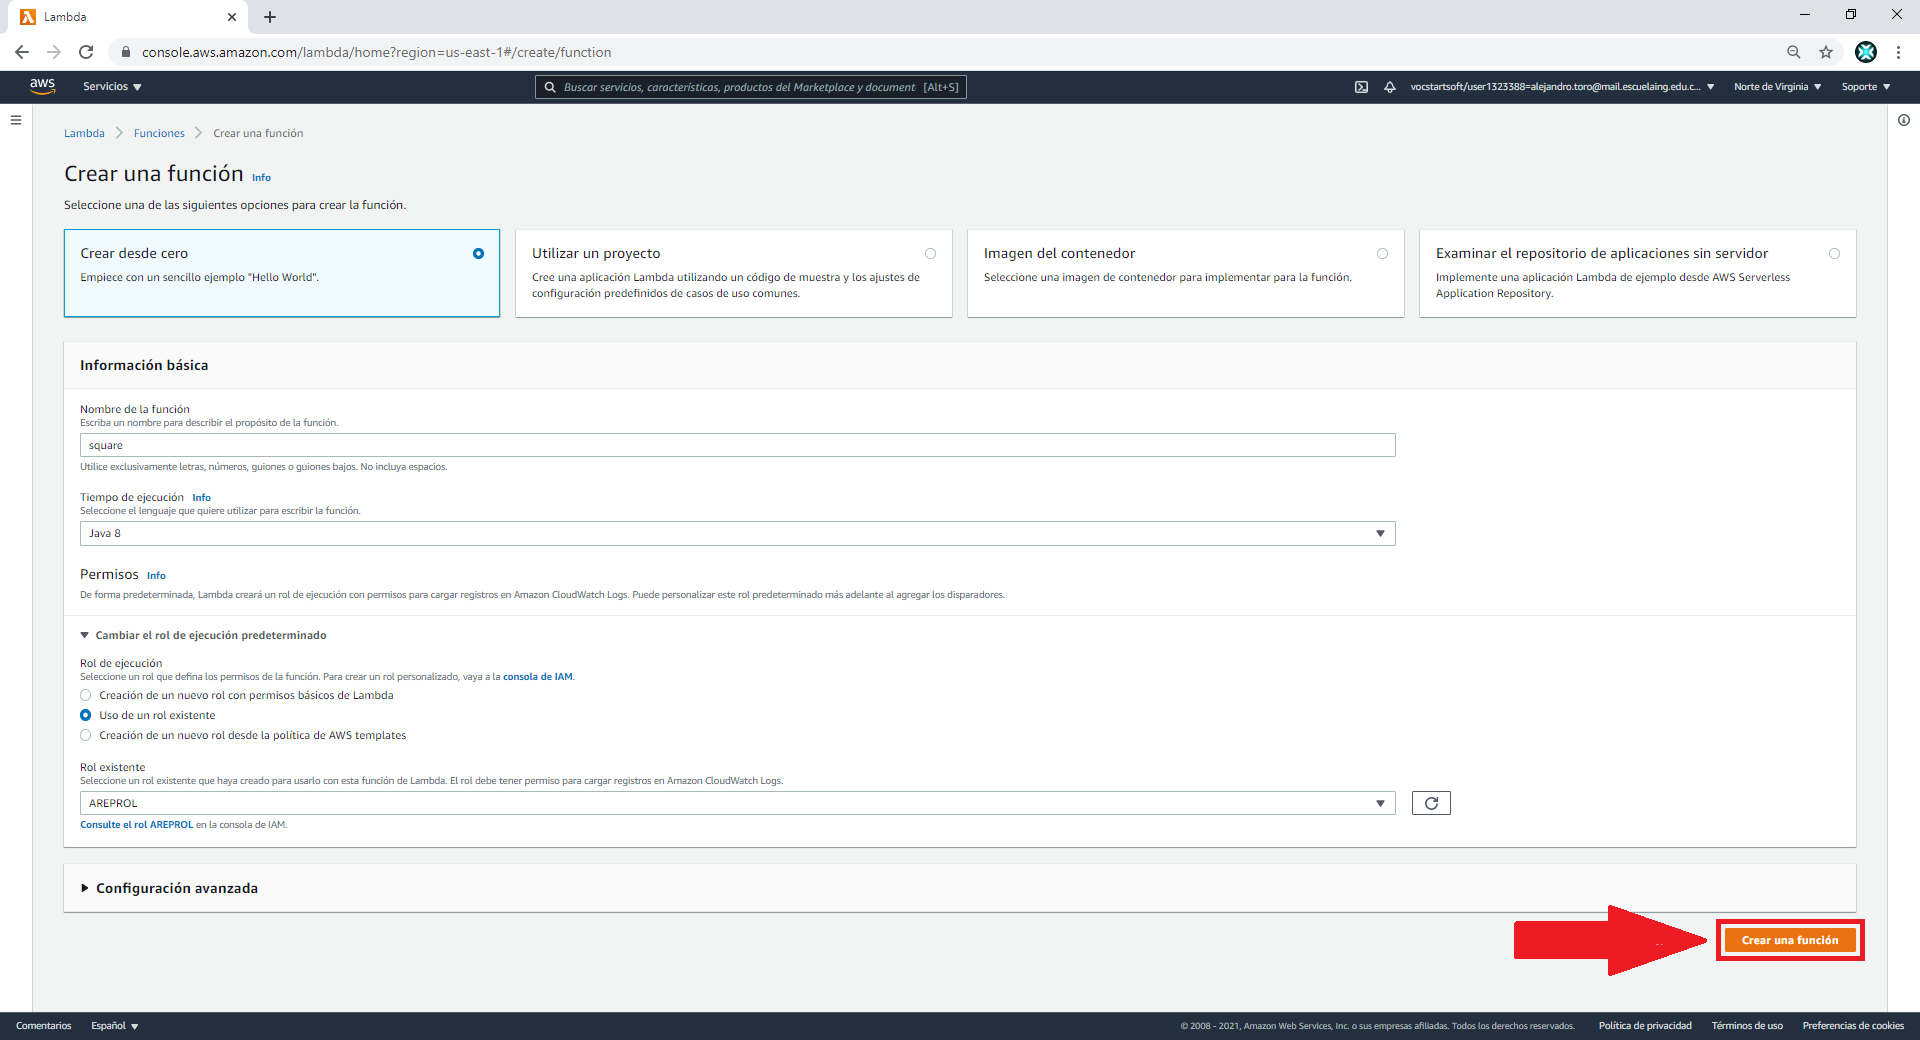 Lambda
console.aws.amazon.com/lambda/home?region=us-east-1#/create/function
aws
Servicios
Buscar servicios, características, productos del Marketplace y document [Alt+S]
vocstartsoft/user1323388=alejandro.toro@mail.escuelaing.edu.c...
Norte de Virginia
Soporte
Lambda
Funciones
Crear una función
Crear una función Info
Seleccione una de las siguientes opciones para crear la función.
Crear desde cero
Empiece con un sencillo ejemplo "Hello World".
Utilizar un proyecto
Cree una aplicación Lambda utilizando un código de muestra y los ajustes de
configuración predefinidos de casos de uso comunes.
Imagen del contenedor
Seleccione una imagen de contenedor para implementar para la función.
Examinar el repositorio de aplicaciones sin servidor
Implemente una aplicación Lambda de ejemplo desde AWS Serverless
Application Repository.
Información básica
Nombre de la función
Escriba un nombre para describir el propósito de la función.
square
Utilice exclusivamente letras, números, guiones o guiones bajos. No incluya espacios.
Tiempo de ejecución Info
Seleccione el lenguaje que quiere utilizar para escribir la función.
Java 8
Permisos Info
De forma predeterminada, Lambda creará un rol de ejecución con permisos para cargar registros en Amazon CloudWatch Logs. Puede personalizar este rol predeterminado más adelante al agregar los disparadores.
Cambiar el rol de ejecución predeterminado
Rol de ejecución
Seleccione un rol que defina los permisos de la función. Para crear un rol personalizado, vaya a la consola de IAM.
Creación de un nuevo rol con permisos básicos de Lambda
Uso de un rol existente
Creación de un nuevo rol desde la política de AWS templates
Rol existente
Seleccione un rol existente que haya creado para usarlo con esta función de Lambda. El rol debe tener permiso para cargar registros en Amazon CloudWatch Logs.
AREPROL
Consulte el rol AREPROL en la consola de IAM.
Configuración avanzada
Crear una función
Comentarios
Español
© 2008 - 2021, Amazon Web Services, Inc. o sus empresas afiliadas. Todos los derechos reservados.
Política de privacidad
Términos de uso
Preferencias de cookies